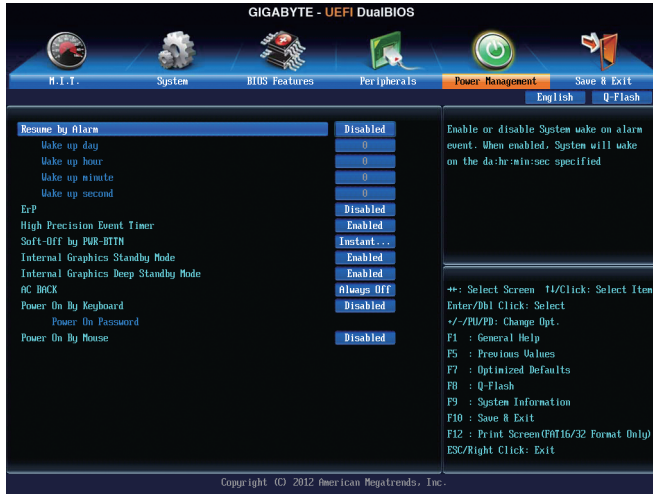 GIGABYTE - UEFI DualBIOS
M.I.T. System BIOS Features Peripherals Power Management Save & Exit
English Q-Flash
Resume by Alarm Disabled
Wake up day 0
Wake up hour 0
Wake up minute 0
Wake up second 0
ErP Disabled
High Precision Event Timer Enabled
Soft-Off by PWR-BTTN Instant...
Internal Graphics Standby Mode Enabled
Internal Graphics Deep Standby Mode Enabled
AC BACK Always Off
Power On By Keyboard Disabled
Power On Password
Power On By Mouse Disabled
Enable or disable System wake on alarm
event. When enabled, System will wake
on the da:hr:min:sec specified
→←: Select Screen ↑↓/Click: Select Item
Enter/Dbl Click: Select
+/-/PU/PD: Change Opt.
F1 : General Help
F5 : Previous Values
F7 : Optimized Defaults
F8 : Q-Flash
F9 : System Information
F10 : Save & Exit
F12 : Print Screen(FAT16/32 Format Only)
ESC/Right Click: Exit
Copyright (C) 2012 American Megatrends, Inc.